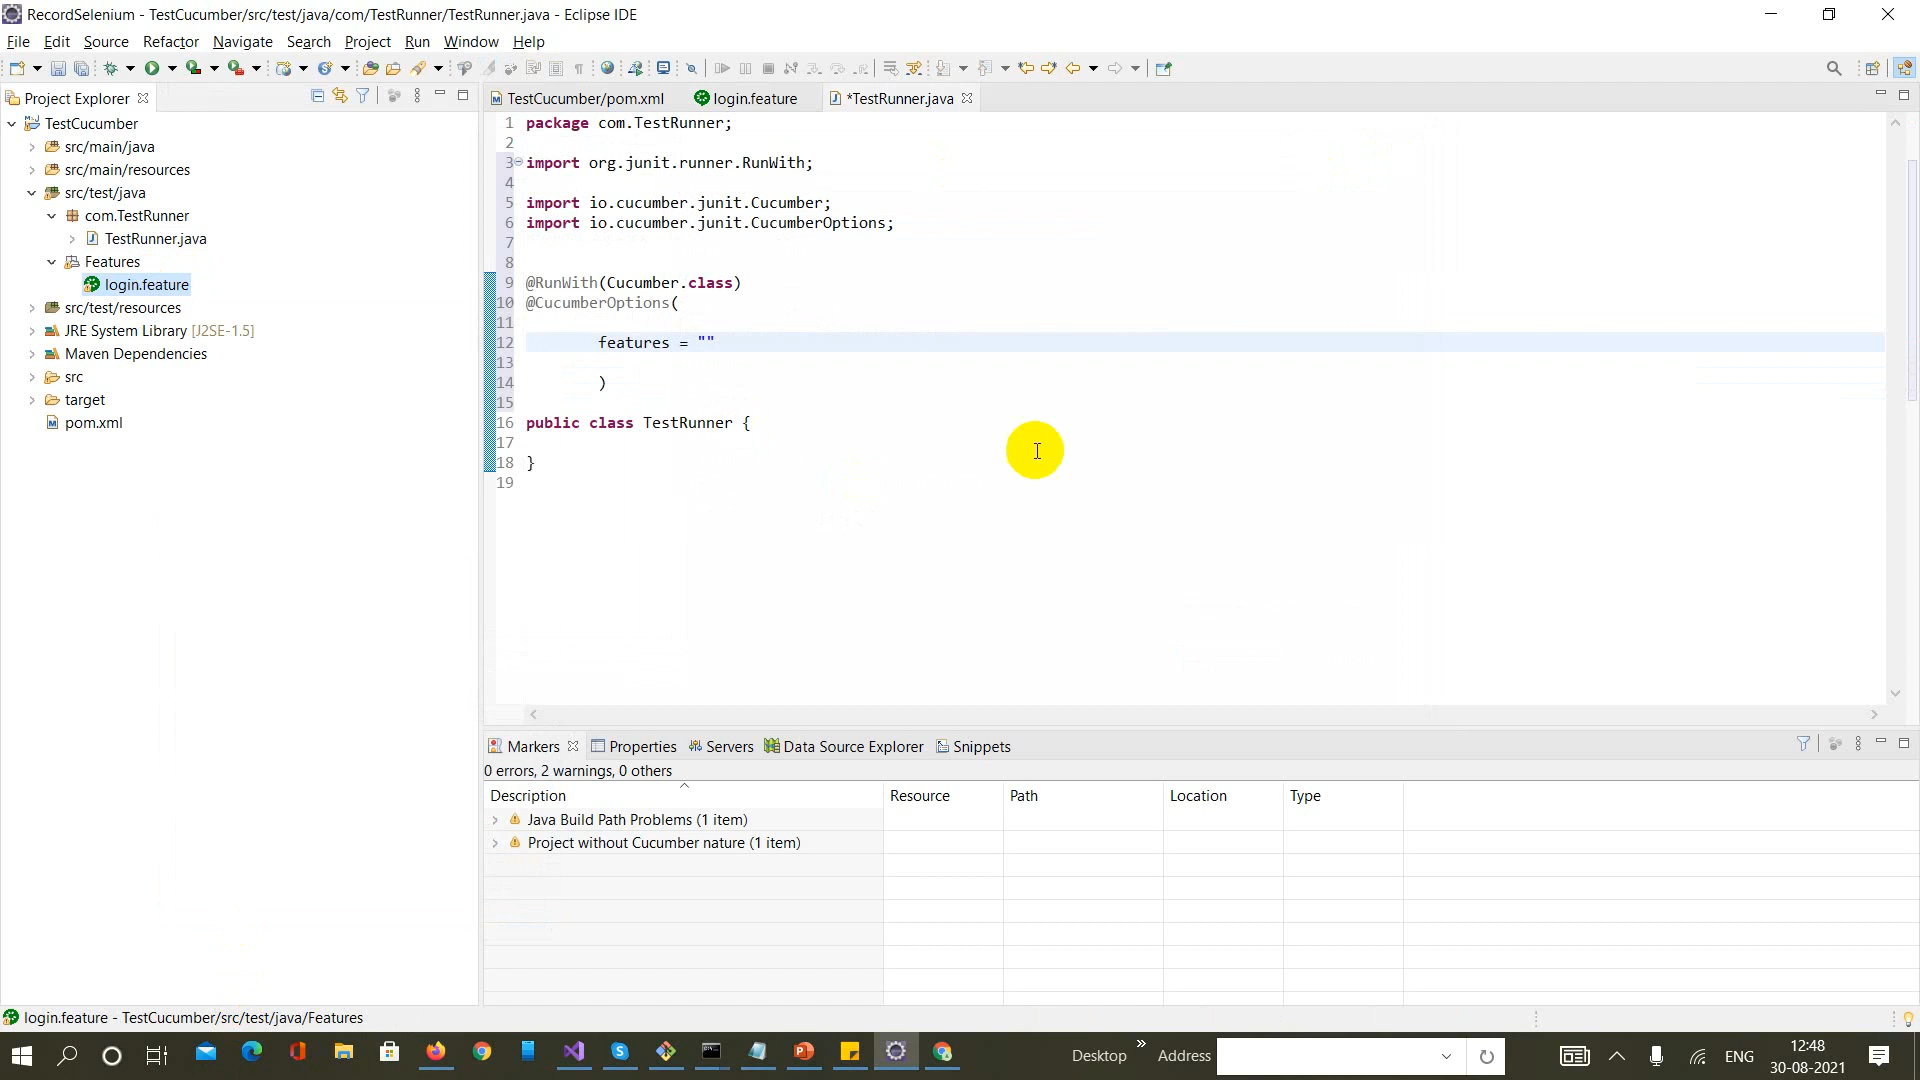 RecordSelenium - TestCucumber/src/test/java/com/TestRunner/TestRunner.java - Eclipse IDE
File Edit Source Refactor Navigate Search Project Run Window Help
Project Explorer
TestCucumber/pom.xml login.feature *TestRunner.java
TestCucumber
src/main/java
src/main/resources
src/test/java
com.TestRunner
TestRunner.java
Features
login.feature
src/test/resources
JRE System Library [J2SE-1.5]
Maven Dependencies
src
target
pom.xml
1 package com.TestRunner;
2
3 import org.junit.runner.RunWith;
4
5 import io.cucumber.junit.Cucumber;
6 import io.cucumber.junit.CucumberOptions;
7
8
9 @RunWith(Cucumber.class)
10 @CucumberOptions(
11
12 features = ""
13
14 )
15
16 public class TestRunner {
17
18 }
19
Markers Properties Servers Data Source Explorer Snippets
0 errors, 2 warnings, 0 others
Description Resource Path Location Type
Java Build Path Problems (1 item)
Project without Cucumber nature (1 item)
login.feature - TestCucumber/src/test/java/Features
Desktop » Address ENG 12:48
30-08-2021